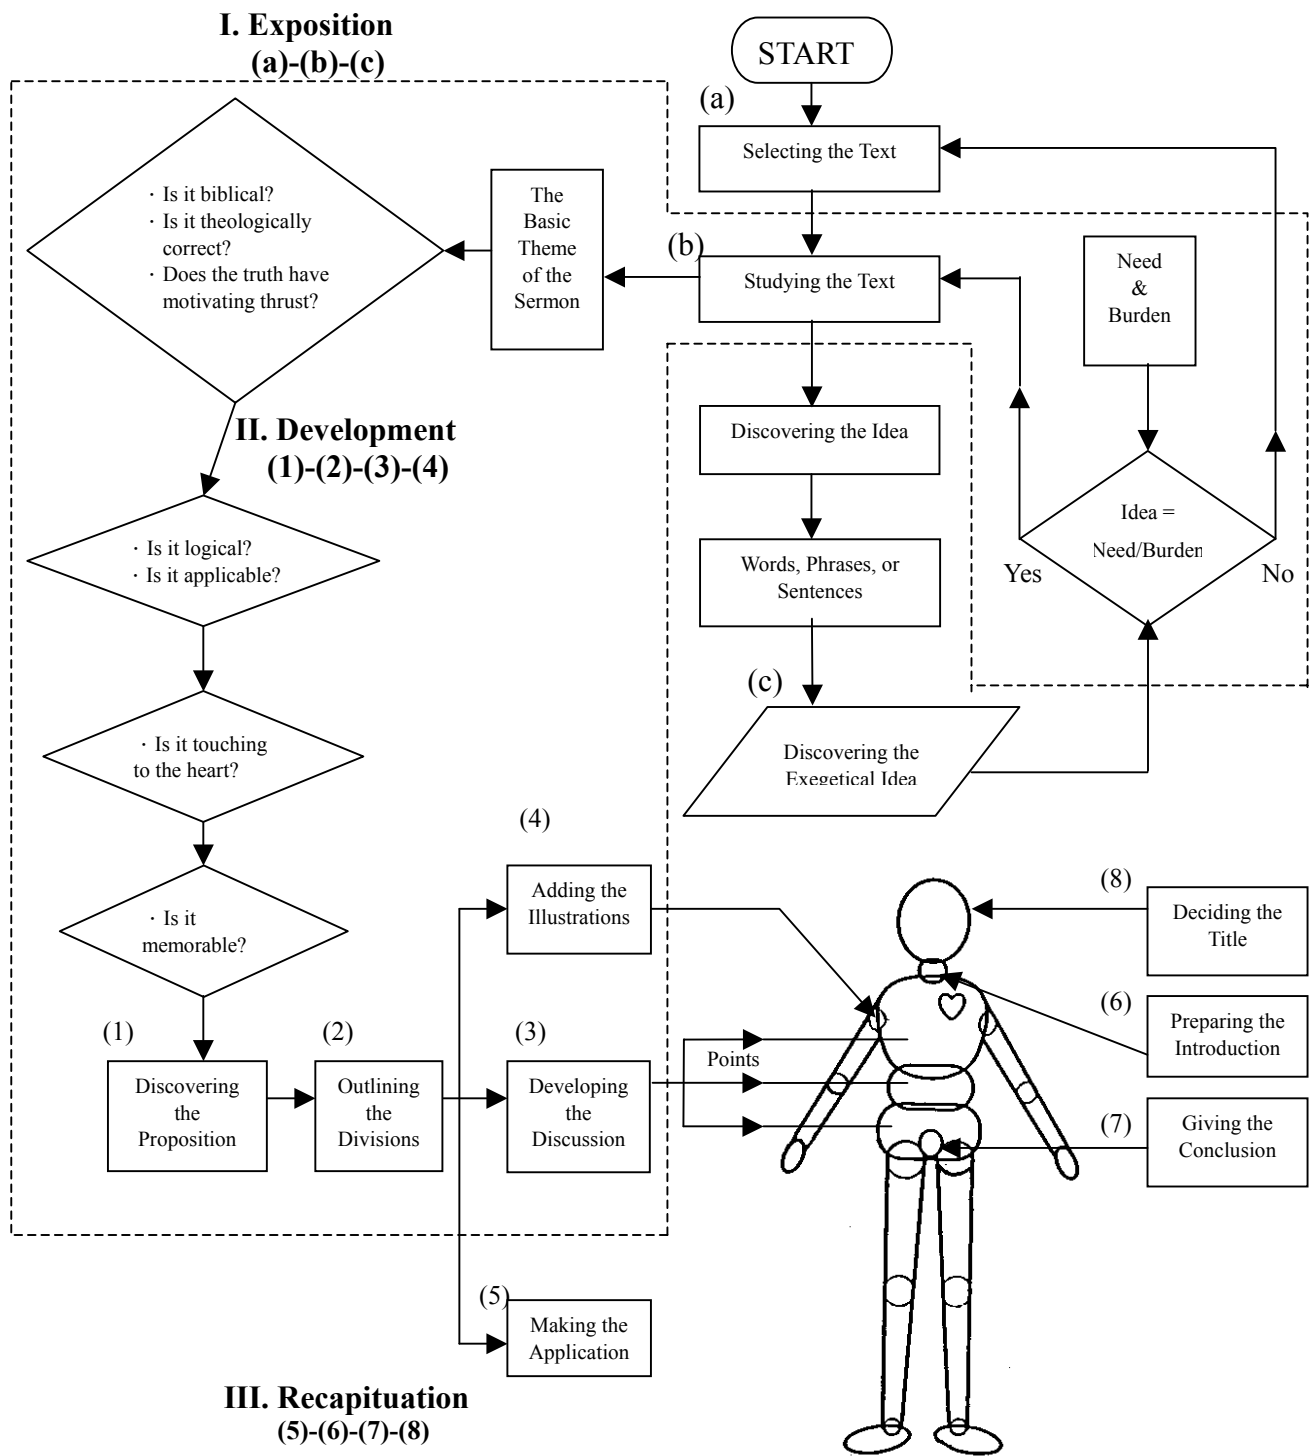 I. Exposition
(a)-(b)-(c)
START
(a)
Selecting the Text
· Is it biblical?
· Is it theologically
correct?
· Does the truth have
motivating thrust?
The
Basic
Theme
of the
Sermon
(b)
Studying the Text
Need
&
Burden
II. Development
(1)-(2)-(3)-(4)
Discovering the Idea
Idea =
Need/Burden
Yes
No
· Is it logical?
· Is it applicable?
Words, Phrases, or
Sentences
(c)
Discovering the
Exegetical Idea
· Is it touching
to the heart?
(4)
Adding the
Illustrations
· Is it
memorable?
(8)
Deciding the
Title
(6)
Preparing the
Introduction
(1)
Discovering
the
Proposition
(2)
Outlining
the
Divisions
(3)
Developing
the
Discussion
Points
(7)
Giving the
Conclusion
(5)
Making the
Application
III. Recapituation
(5)-(6)-(7)-(8)